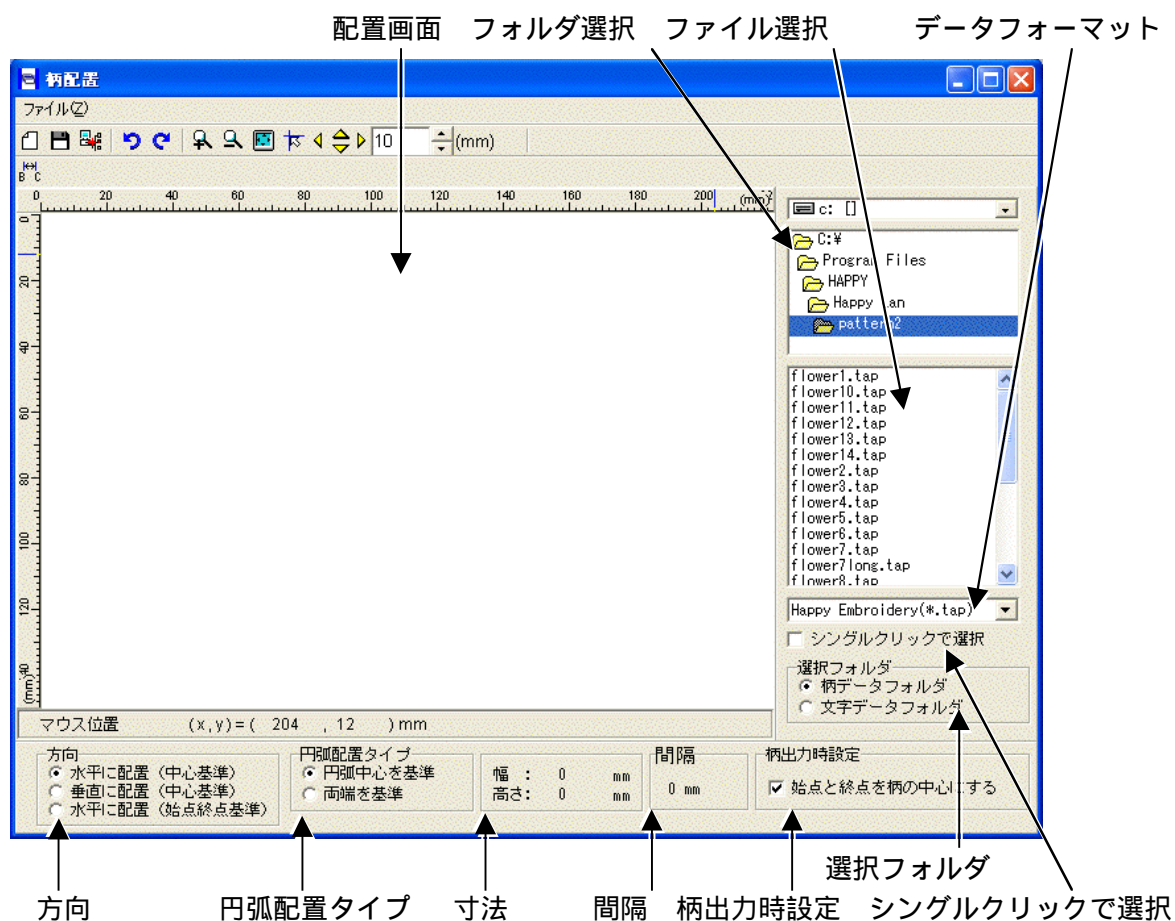 配置画面 フォルダ選択 ファイル選択 データフォーマット
柄配置
ファイル(Z)
10 (mm)
B C
0 20 40 60 80 100 120 140 160 180 200 (mm)
0
20
40
60
80
100
120
140
(mm)
c: []
C:¥
Program Files
HAPPY
Happy Lan
pattern2
flower1.tap
flower10.tap
flower11.tap
flower12.tap
flower13.tap
flower14.tap
flower2.tap
flower3.tap
flower4.tap
flower5.tap
flower6.tap
flower7.tap
flower7long.tap
flower8.tap
Happy Embroidery(*.tap)
シングルクリックで選択
選択フォルダ
柄データフォルダ
文字データフォルダ
マウス位置 (x,y)=( 204 , 12 )mm
方向
水平に配置 (中心基準)
垂直に配置 (中心基準)
水平に配置 (始点終点基準)
円弧配置タイプ
円弧中心を基準
両端を基準
幅 : 0 mm
高さ: 0 mm
間隔
0 mm
柄出力時設定
始点と終点を柄の中心にする
選択フォルダ
方向 円弧配置タイプ 寸法 間隔 柄出力時設定 シングルクリックで選択